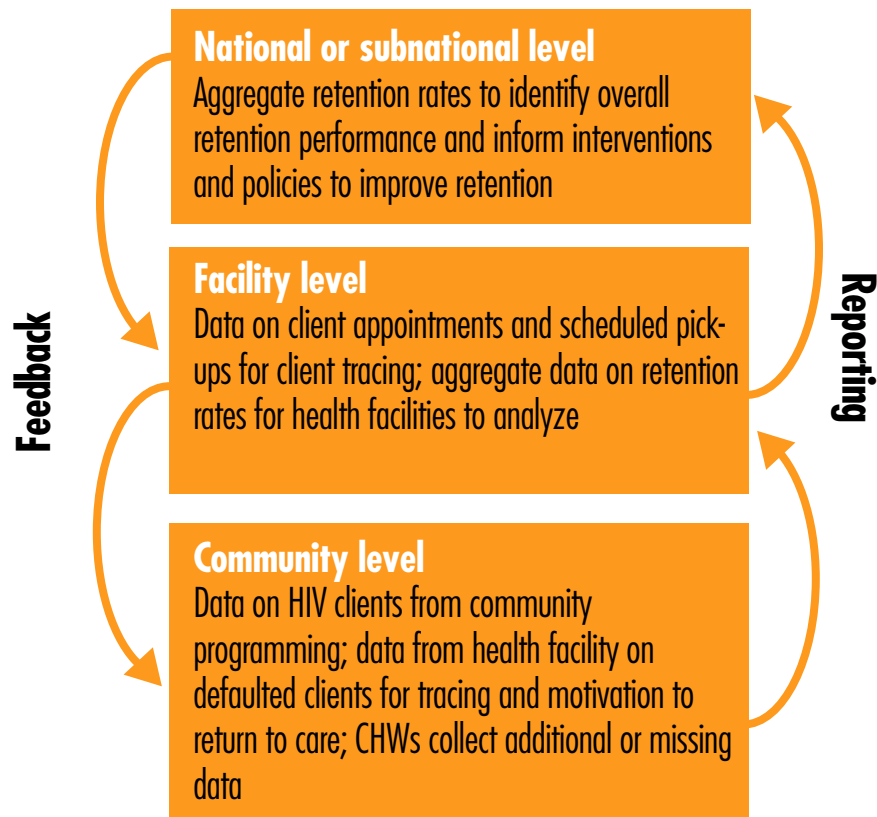 National or subnational level
Aggregate retention rates to identify overall
retention performance and inform interventions
and policies to improve retention
Facility level
Data on client appointments and scheduled pick-
ups for client tracing; aggregate data on retention
rates for health facilities to analyze
Community level
Data on HIV clients from community
programming; data from health facility on
defaulted clients for tracing and motivation to
return to care; CHWs collect additional or missing
data
Feedback
Reporting